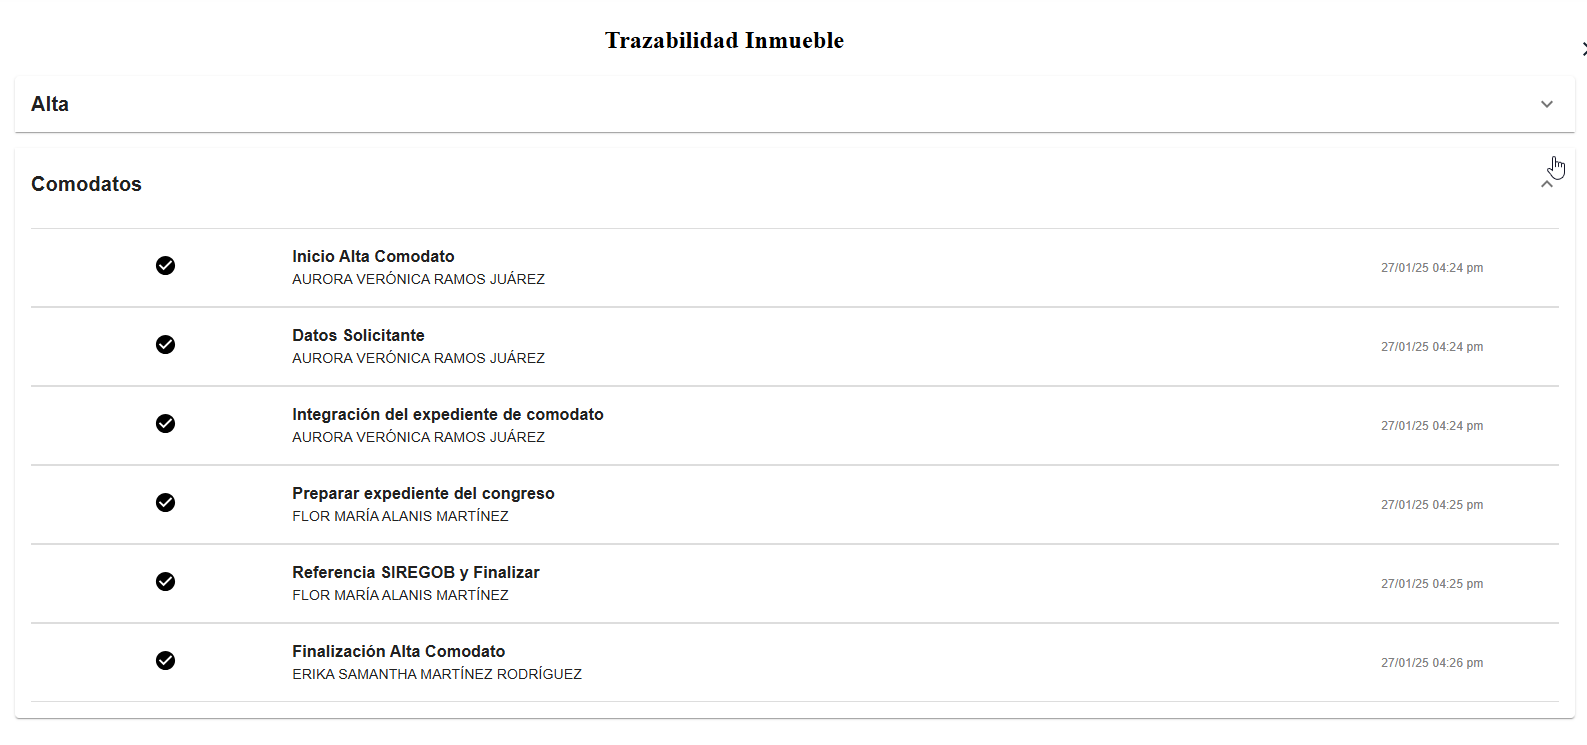 Trazabilidad Inmueble
Alta
Comodatos
Inicio Alta Comodato
AURORA VERÓNICA RAMOS JUÁREZ
27/01/25 04:24 pm
Datos Solicitante
AURORA VERÓNICA RAMOS JUÁREZ
27/01/25 04:24 pm
Integración del expediente de comodato
AURORA VERÓNICA RAMOS JUÁREZ
27/01/25 04:24 pm
Preparar expediente del congreso
FLOR MARÍA ALANIS MARTÍNEZ
27/01/25 04:25 pm
Referencia SIREGOB y Finalizar
FLOR MARÍA ALANIS MARTÍNEZ
27/01/25 04:25 pm
Finalización Alta Comodato
ERIKA SAMANTHA MARTÍNEZ RODRÍGUEZ
27/01/25 04:26 pm